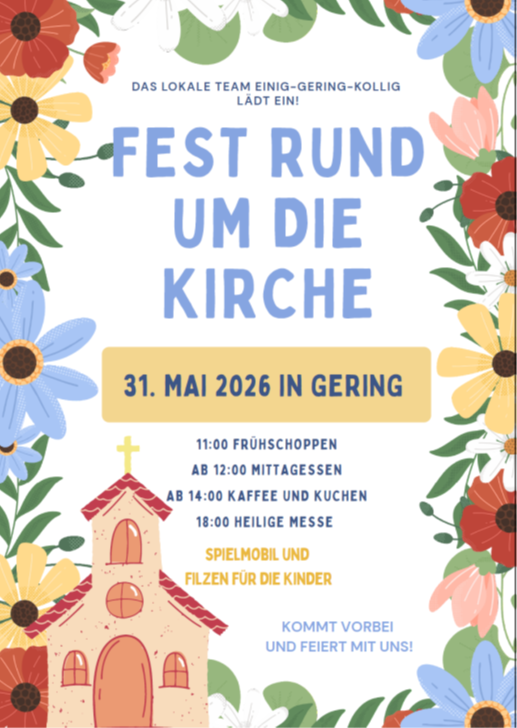 DAS LOKALE TEAM EINIG-GERING-KOLLIG
LÄDT EIN!
FEST RUND
UM DIE
KIRCHE
31. MAI 2026 IN GERING
11:00 FRÜHSCHOPPEN
AB 12:00 MITTAGESSEN
AB 14:00 KAFFEE UND KUCHEN
18:00 HEILIGE MESSE
SPIELMOBIL UND
FILZEN FÜR DIE KINDER
KOMMT VORBEI
UND FEIERT MIT UNS!